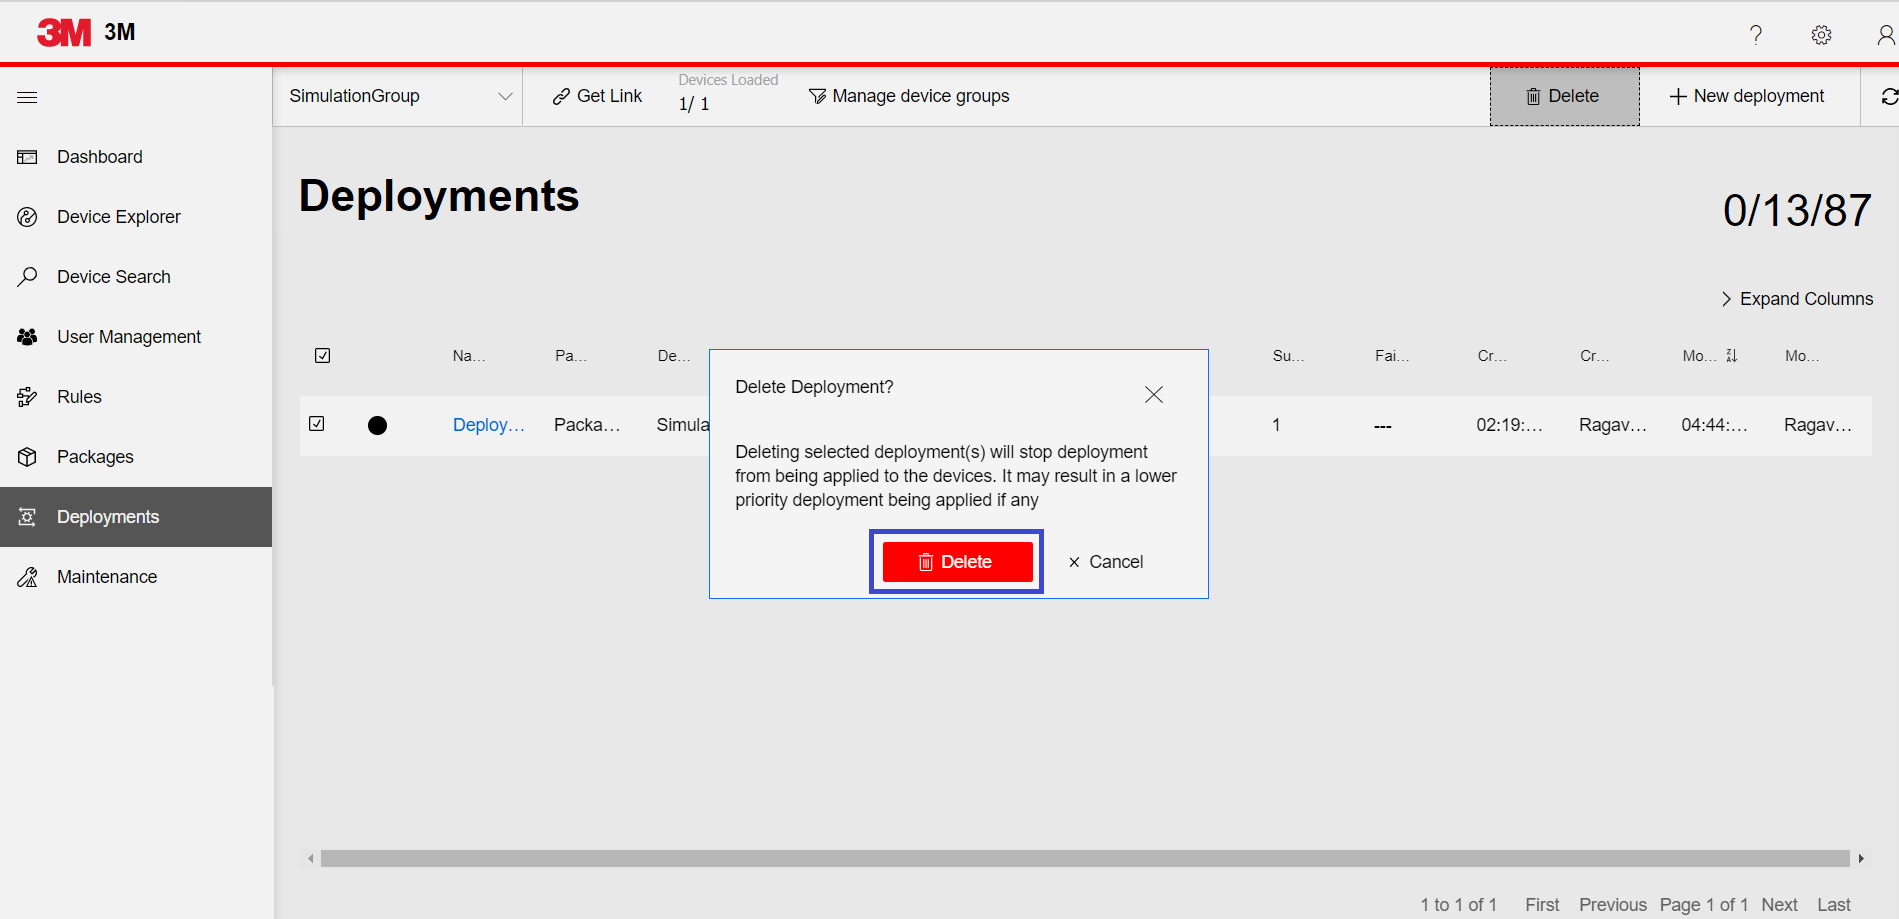 3M 3M
?
SimulationGroup
Get Link
Devices Loaded
1/ 1
Manage device groups
Delete
New deployment
Dashboard
Device Explorer
Device Search
User Management
Rules
Packages
Deployments
Maintenance
Deployments
0/13/87
Expand Columns
Na... Pa... De... Su... Fai... Cr... Cr... Mo... Mo...
Deploy... Packa... Simula 1 --- 02:19:... Ragav... 04:44:... Ragav...
Delete Deployment?
Deleting selected deployment(s) will stop deployment
from being applied to the devices. It may result in a lower
priority deployment being applied if any
Delete
Cancel
1 to 1 of 1 First Previous Page 1 of 1 Next Last